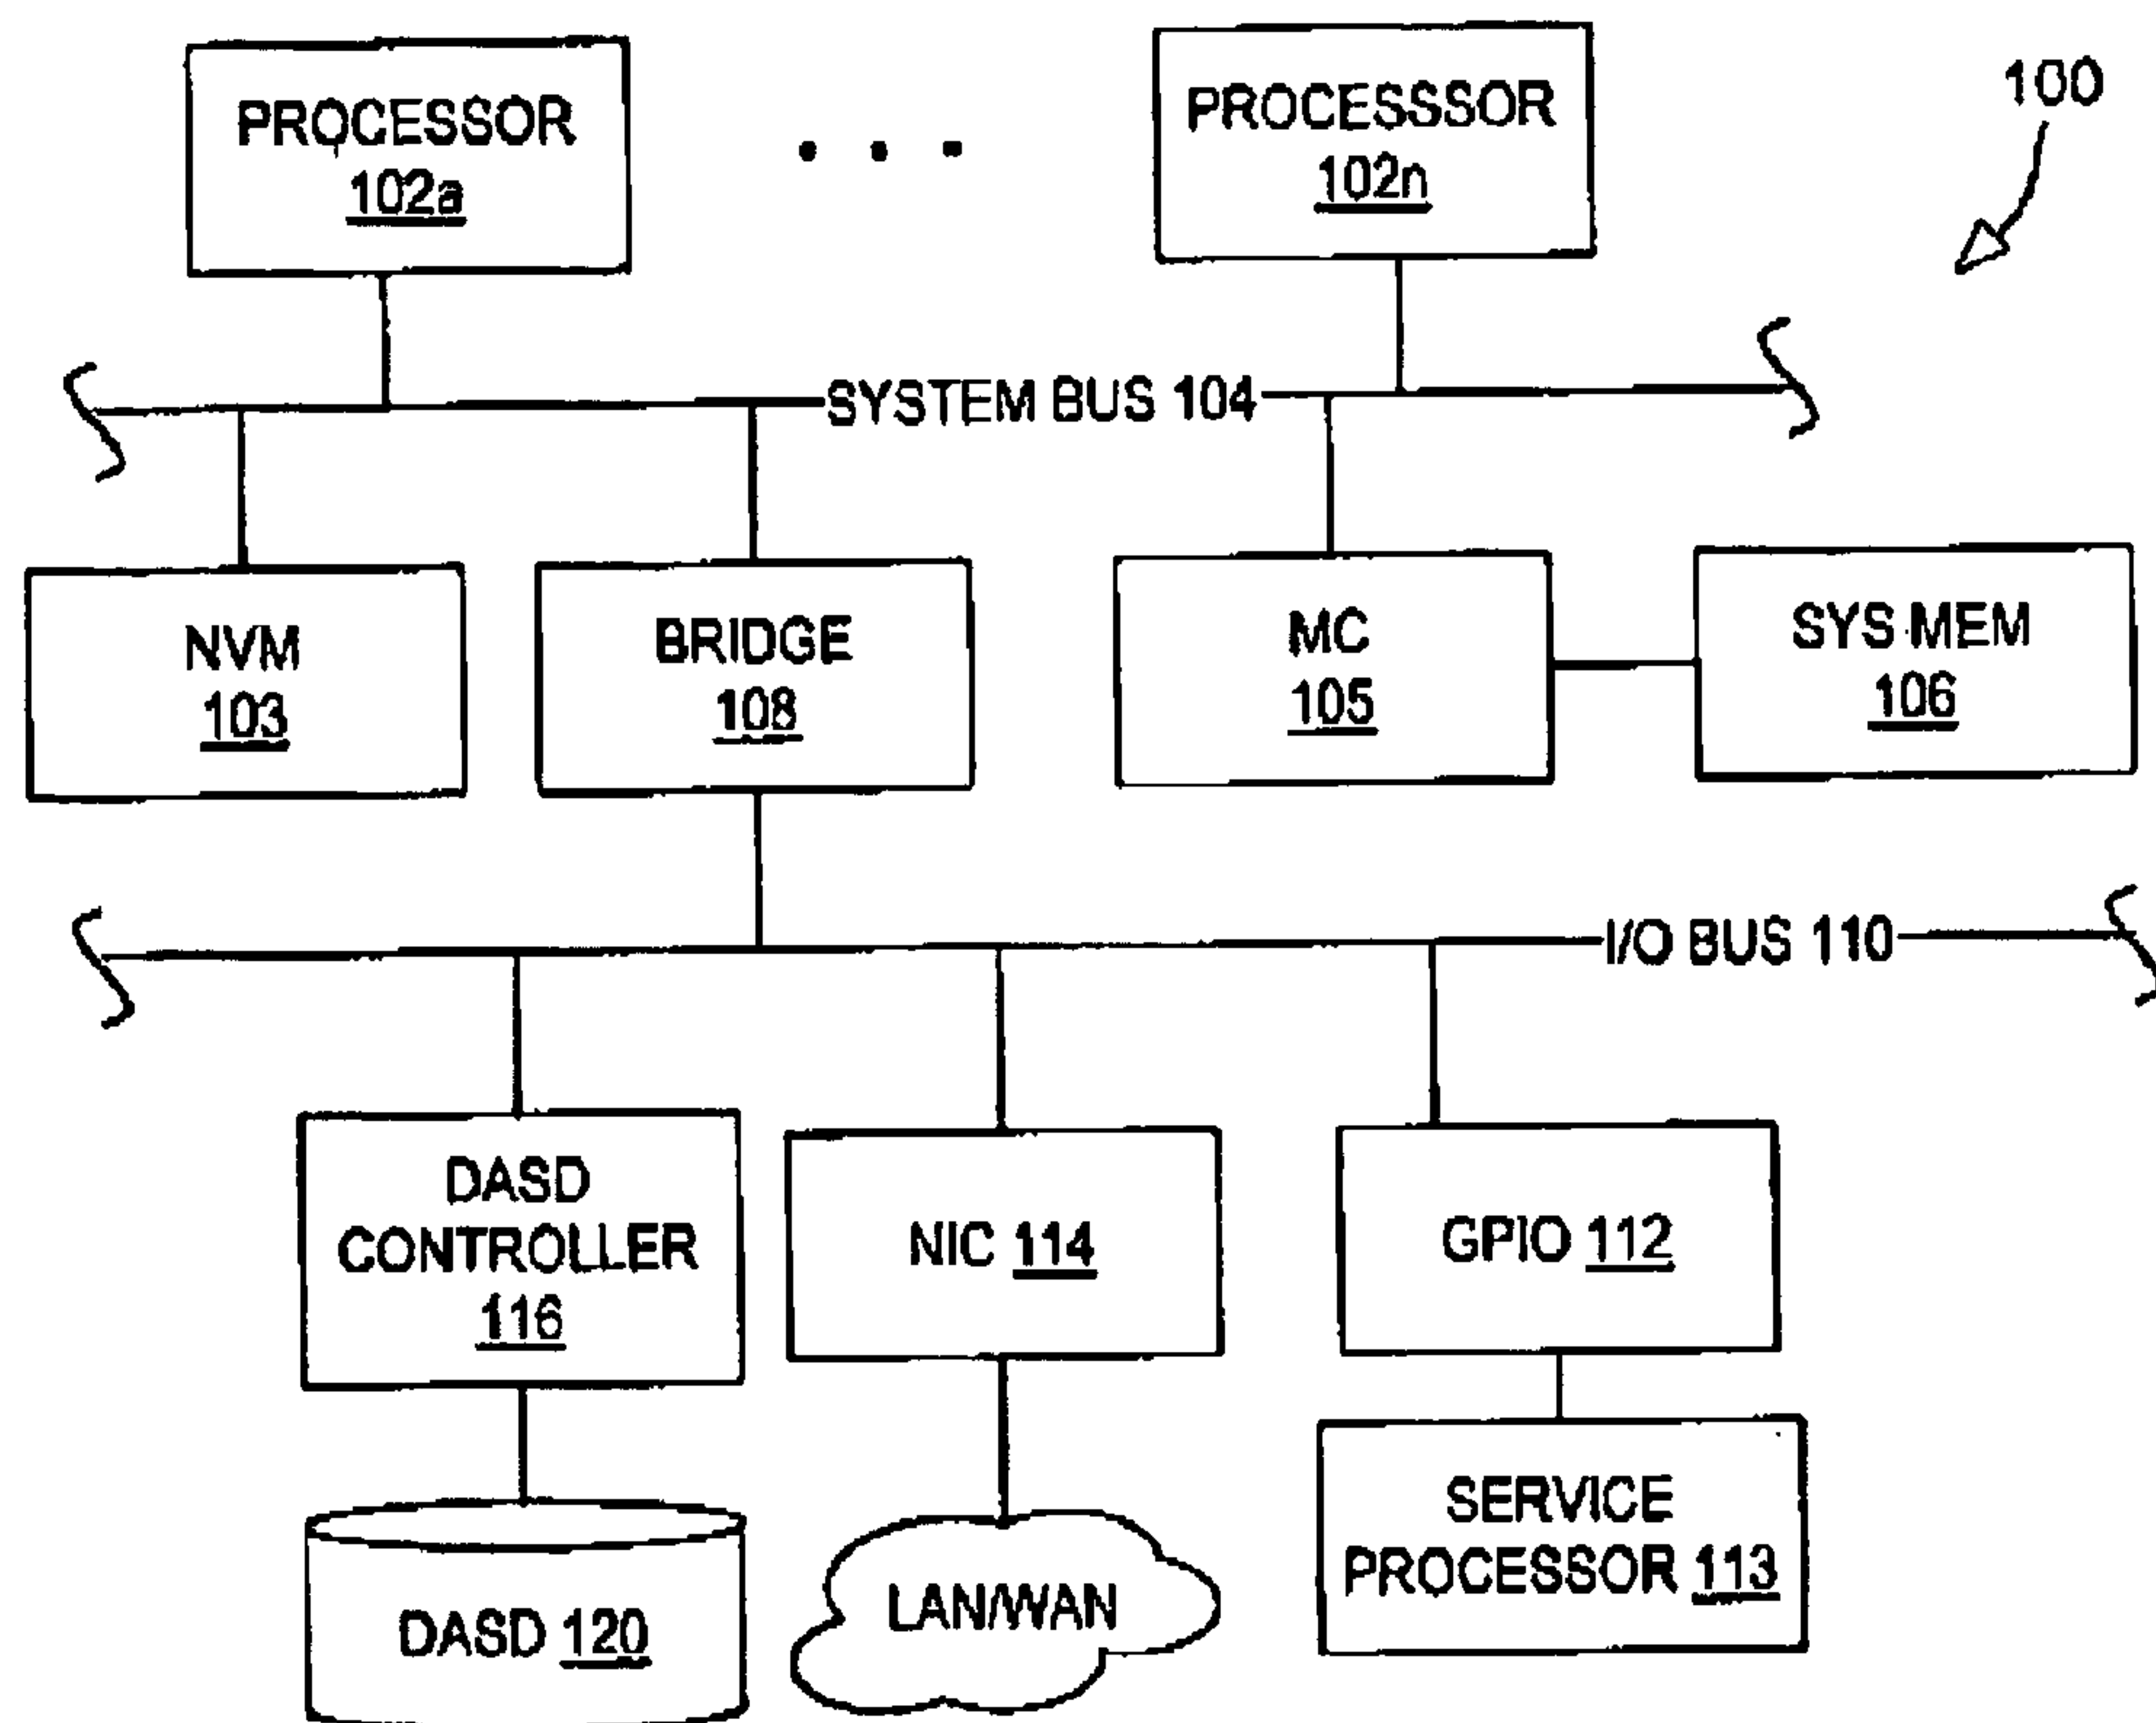 PROCESSOR
102a
. . .
PROCESSSOR
102n
100
SYSTEM BUS 104
NVM
103
BRIDGE
108
MC
105
SYS MEM
106
I/O BUS 110
DASD
CONTROLLER
116
NIC 114
GPIO 112
DASD 120
LAN/WAN
SERVICE
PROCESSOR 113